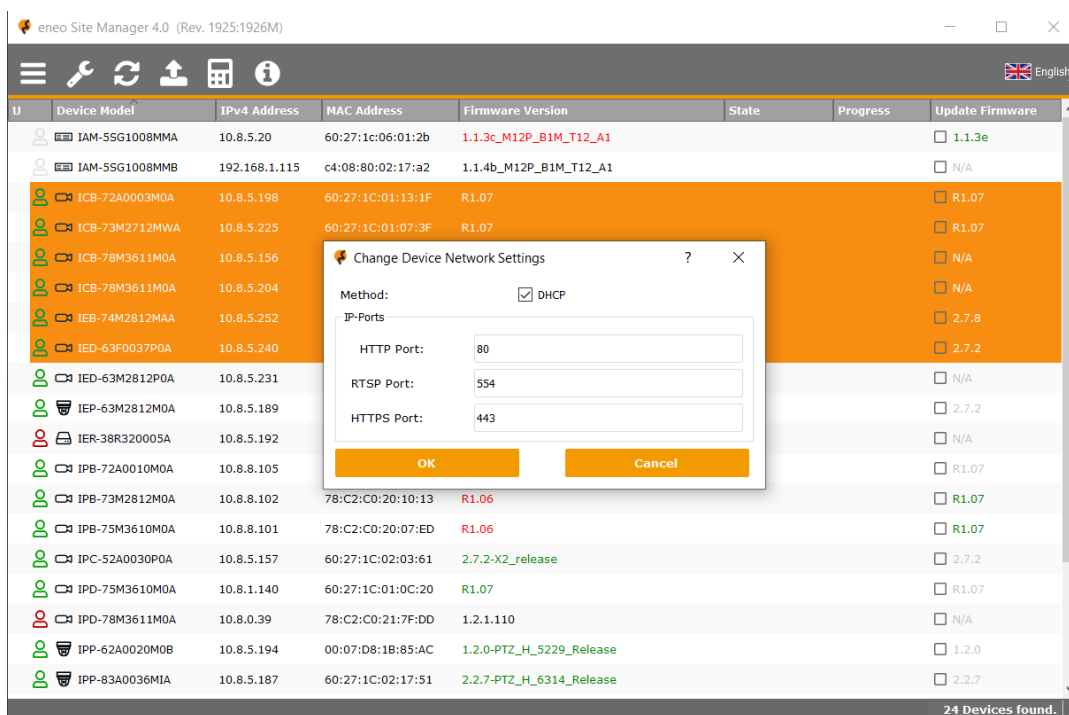 eneo Site Manager 4.0 (Rev. 1925:1926M)
English
U Device Model IPv4 Address MAC Address Firmware Version State Progress Update Firmware
IAM-5SG1008MMA 10.8.5.20 60:27:1c:06:01:2b 1.1.3c_M12P_B1M_T12_A1 1.1.3e
IAM-5SG1008MMB 192.168.1.115 c4:08:80:02:17:a2 1.1.4b_M12P_B1M_T12_A1 N/A
ICB-72A0003M0A 10.8.5.198 60:27:1C:01:13:1F R1.07 R1.07
ICB-73M2712MWA 10.8.5.225 60:27:1C:01:07:3F R1.07 R1.07
ICB-78M3611M0A 10.8.5.156 N/A
ICB-78M3611M0A 10.8.5.204 N/A
IEB-74M2812MAA 10.8.5.252 2.7.8
IED-63F0037P0A 10.8.5.240 2.7.2
IED-63M2812P0A 10.8.5.231 N/A
IEP-63M2812M0A 10.8.5.189 2.7.2
IER-38R320005A 10.8.5.192 N/A
IPB-72A0010M0A 10.8.8.105 R1.07
IPB-73M2812M0A 10.8.8.102 78:C2:C0:20:10:13 R1.06 R1.07
IPB-75M3610M0A 10.8.8.101 78:C2:C0:20:07:ED R1.06 R1.07
IPC-52A0030P0A 10.8.5.157 60:27:1C:02:03:61 2.7.2-X2_release 2.7.2
IPD-75M3610M0A 10.8.1.140 60:27:1C:01:0C:20 R1.07 R1.07
IPD-78M3611M0A 10.8.0.39 78:C2:C0:21:7F:DD 1.2.1.110 N/A
IPP-62A0020M0B 10.8.5.194 00:07:D8:1B:85:AC 1.2.0-PTZ_H_5229_Release 1.2.0
IPP-83A0036MIA 10.8.5.187 60:27:1C:02:17:51 2.2.7-PTZ_H_6314_Release 2.2.7
24 Devices found.
Change Device Network Settings ?
Method: DHCP
IP-Ports
HTTP Port: 80
RTSP Port: 554
HTTPS Port: 443
OK Cancel